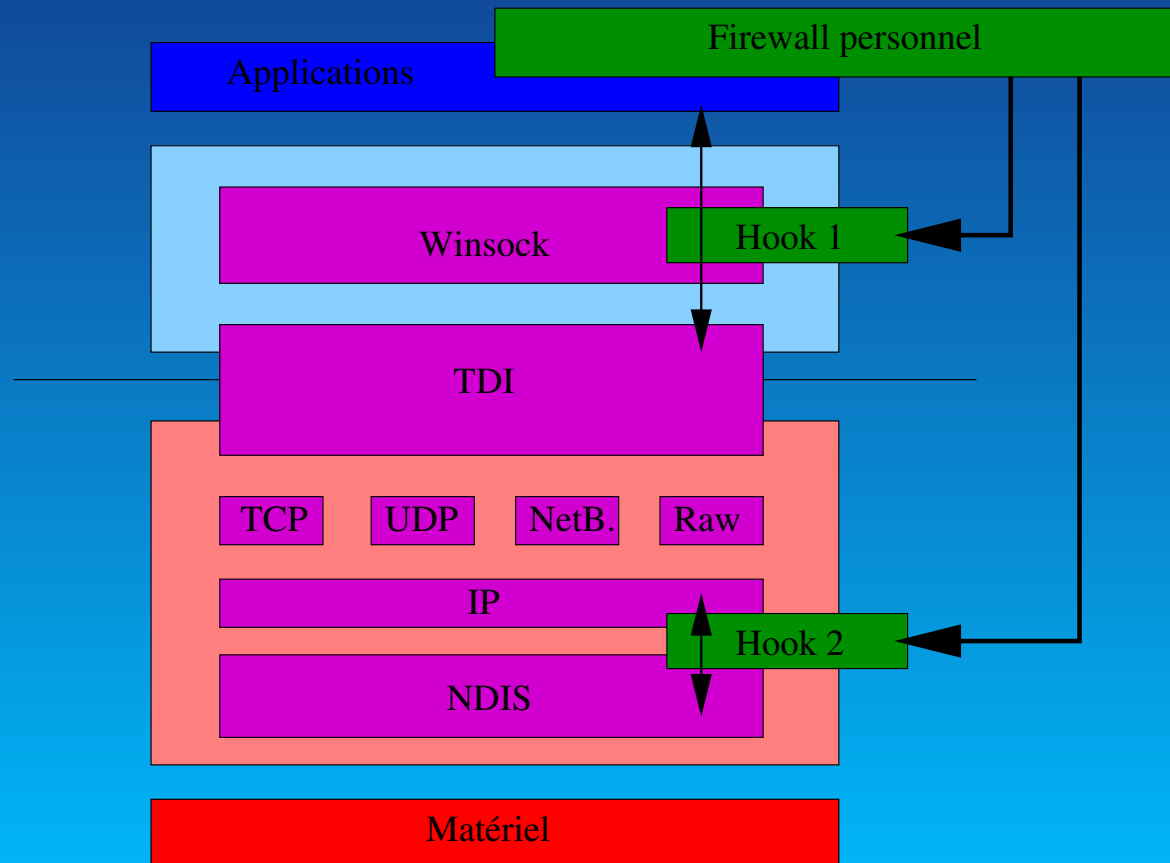 Firewall personnel
Applications
Winsock
Hook 1
TDI
TCP
UDP
NetB.
Raw
IP
Hook 2
NDIS
Matériel